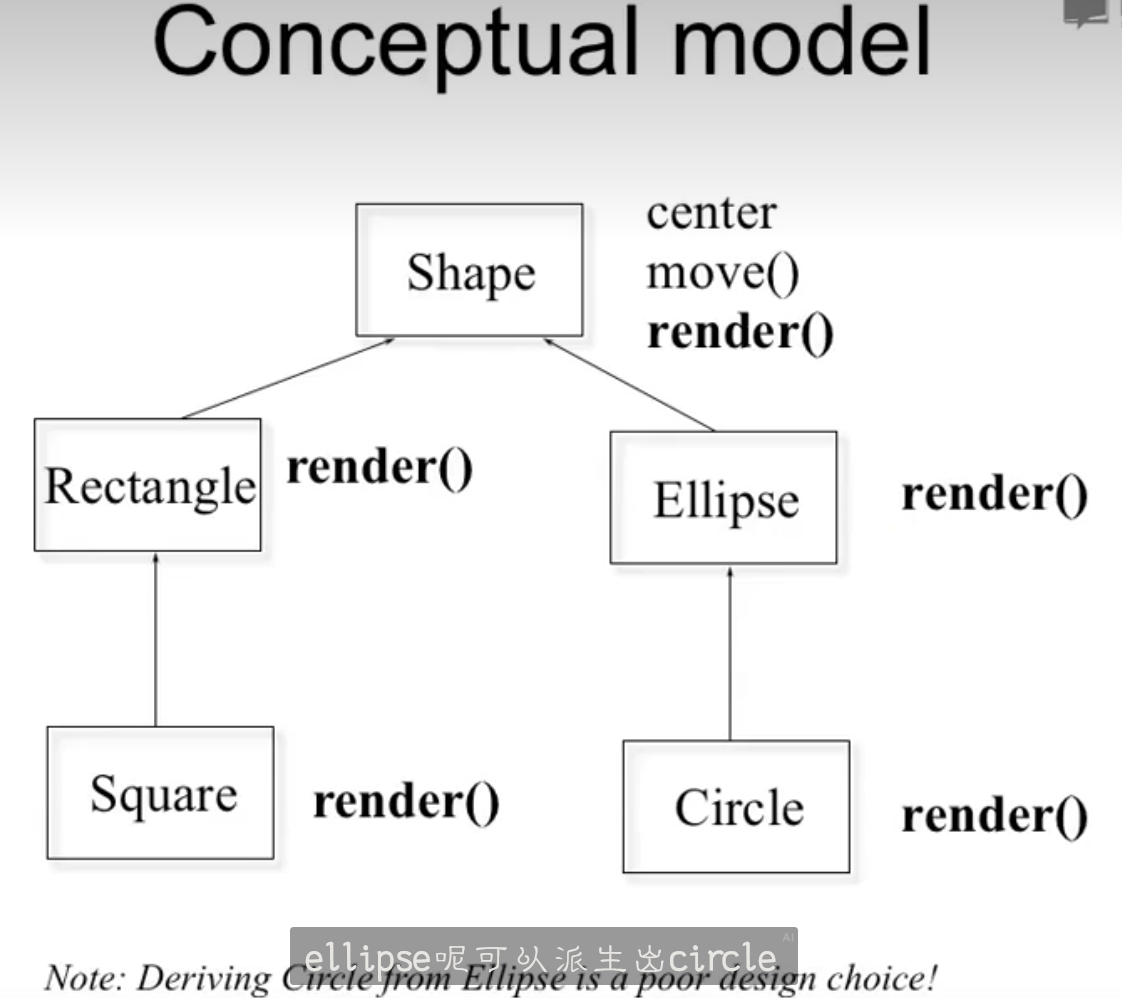 Conceptual model
Shape
center
move()
render()
Rectangle
render()
Ellipse
render()
Square
render()
Circle
render()
AI
ellipse呢可以派生出circle
Note: Deriving Circle from Ellipse is a poor design choice!